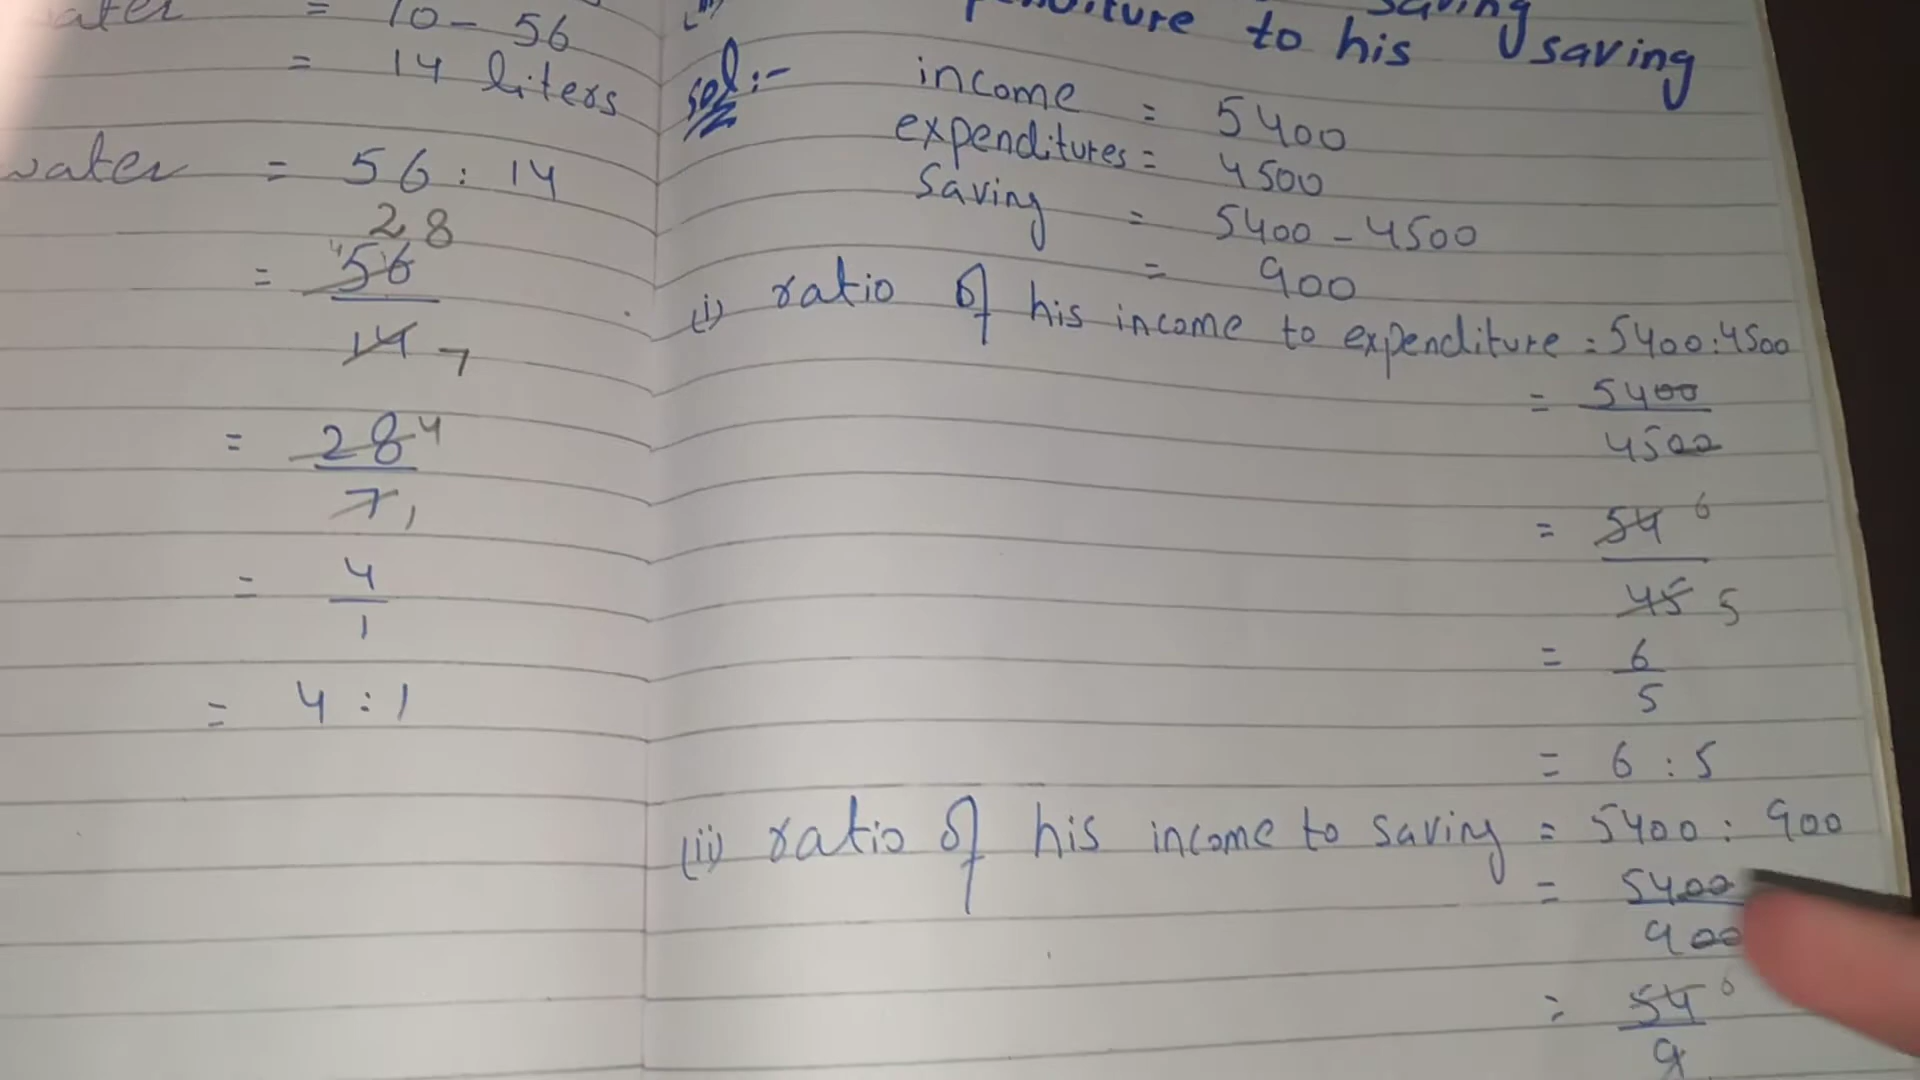 = 10 - 56
= 14 liters
water = 56 : 14
28
= 56
14 7
= 28 4
7 1
= 4
1
= 4 : 1
to his saving
sol:-
income = 5400
expenditures = 4500
Saving = 5400 - 4500
= 900
(i) ratio of his income to expenditure = 5400:4500
= 5400
4500
= 54 6
45 5
= 6
5
= 6 : 5
(ii) ratio of his income to saving = 5400 : 900
= 5400
900
= 54 6
9